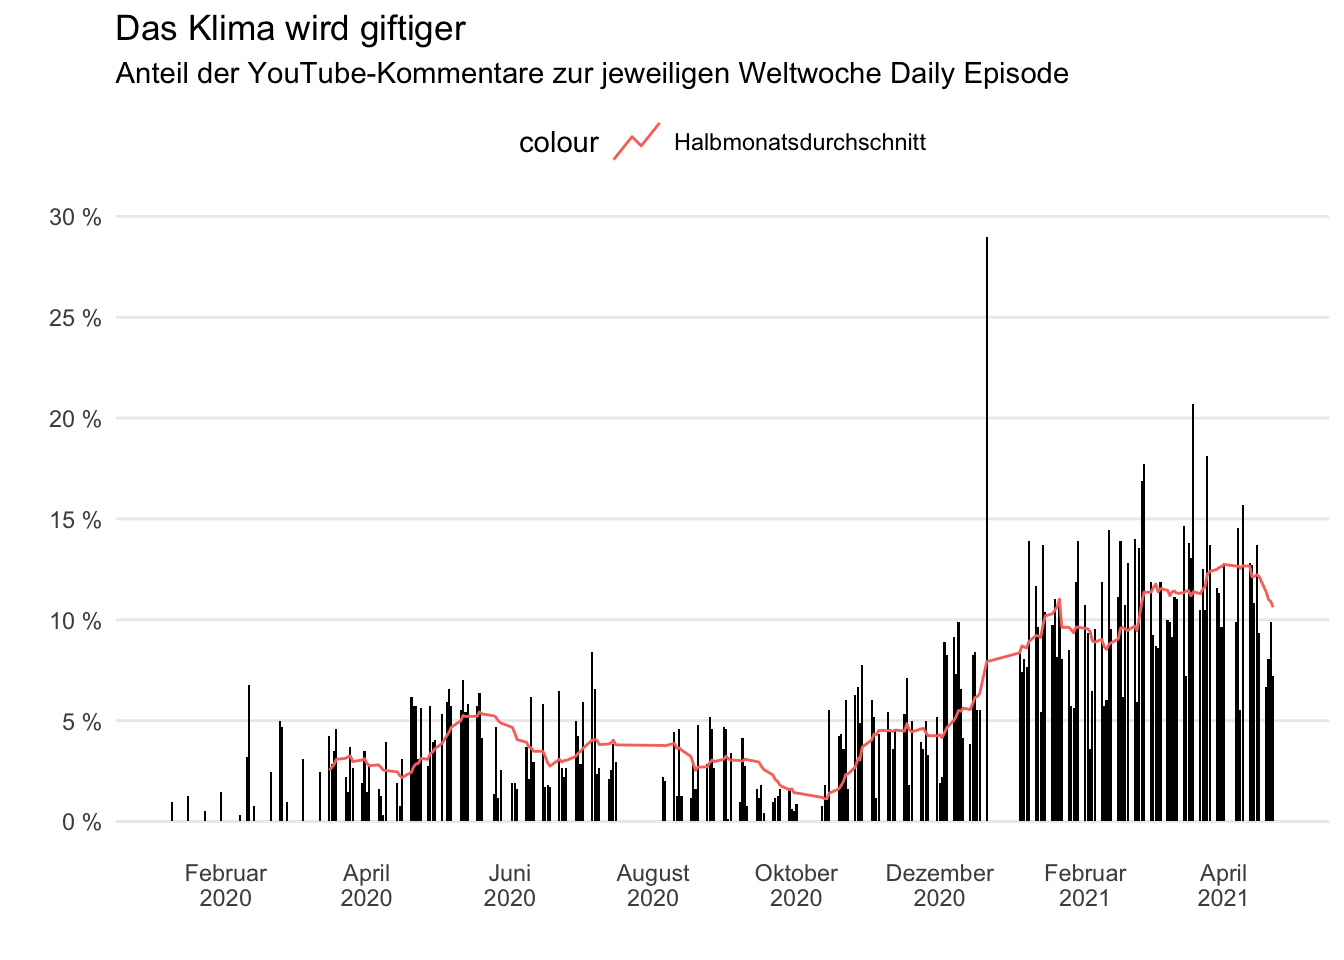 Das Klima wird giftiger
Anteil der YouTube-Kommentare zur jeweiligen Weltwoche Daily Episode
colour Halbmonatsdurchschnitt
30 %
25 %
20 %
15 %
10 %
5 %
0 %
Februar April Juni August Oktober Dezember Februar April
2020 2020 2020 2020 2020 2020 2021 2021